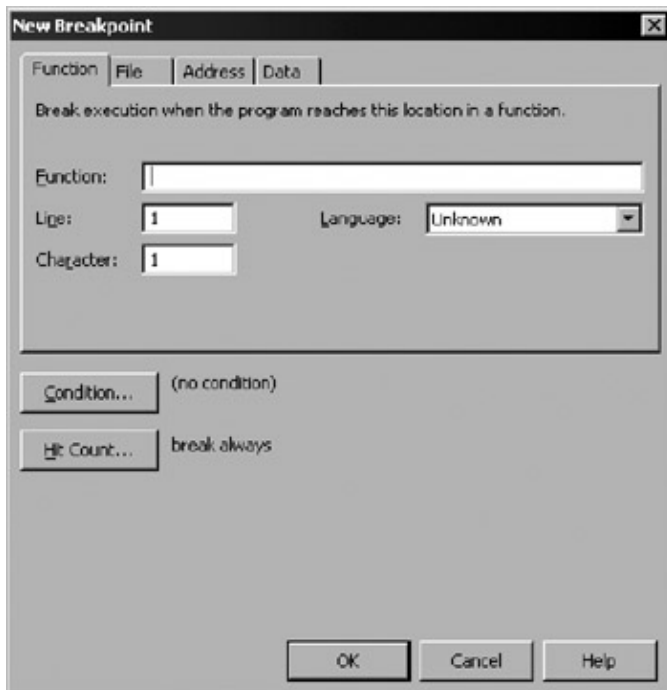 New Breakpoint
Function File Address Data
Break execution when the program reaches this location in a function.
Function:
Line: 1 Language: Unknown
Character: 1
Condition... (no condition)
Hit Count... break always
OK Cancel Help